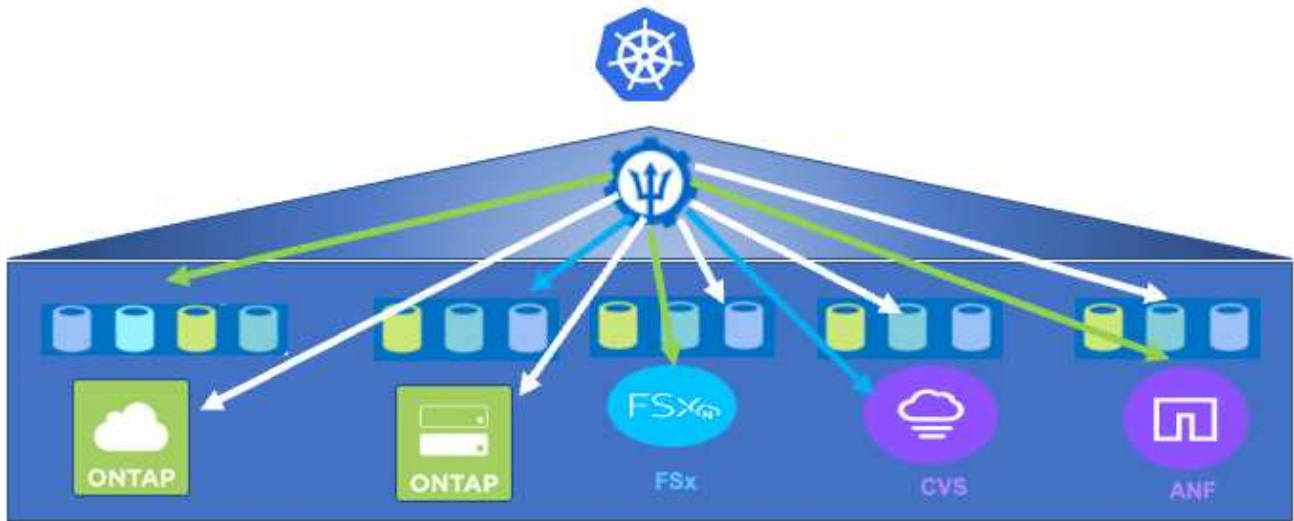 ONTAP
ONTAP
FSx N
FSx
CVS
ANF